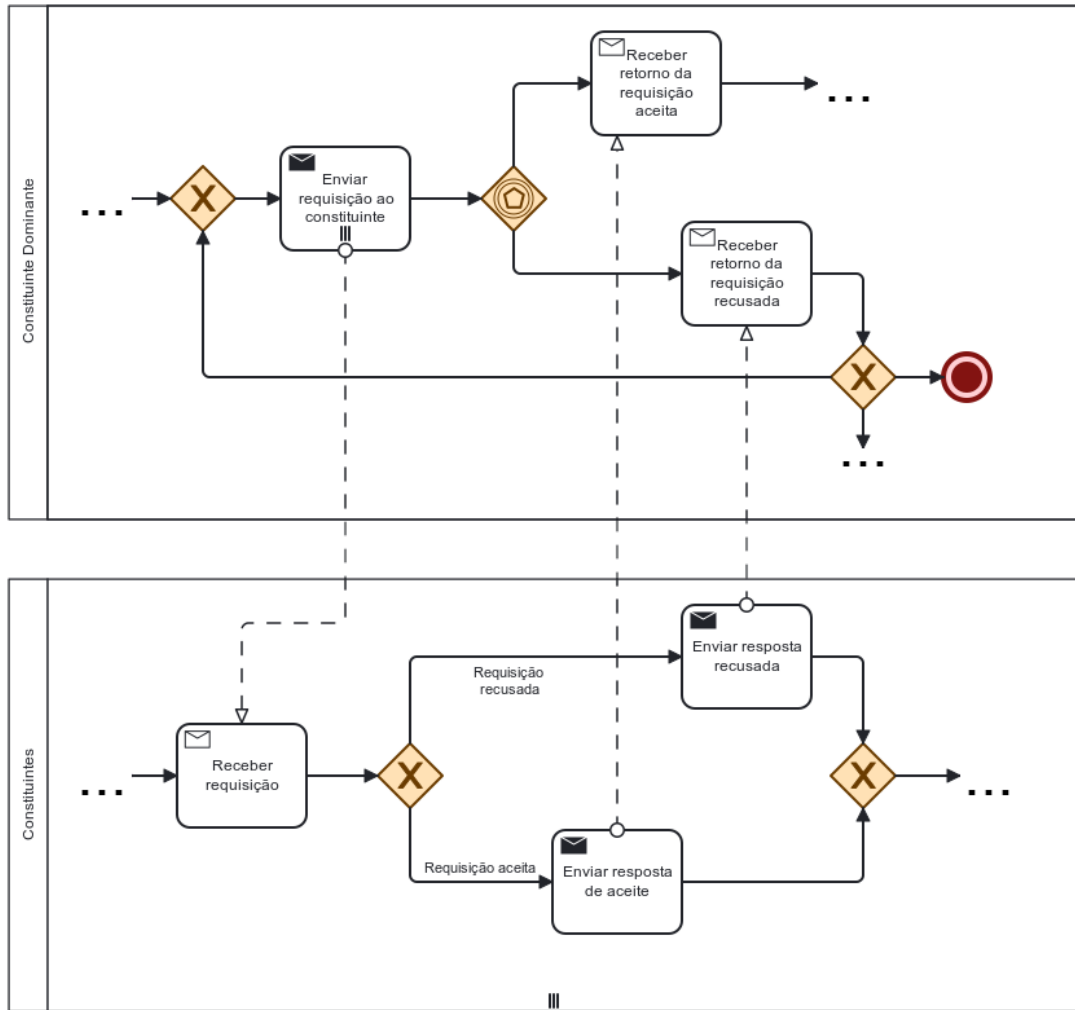 Constituinte Dominante
Receber
retorno da
requisição
aceita
...
...
Enviar
requisição ao
constituinte
Receber
retorno da
requisição
recusada
...
Constituintes
Enviar resposta
recusada
Requisição
recusada
Receber
requisição
...
...
Requisição aceita
Enviar resposta
de aceite